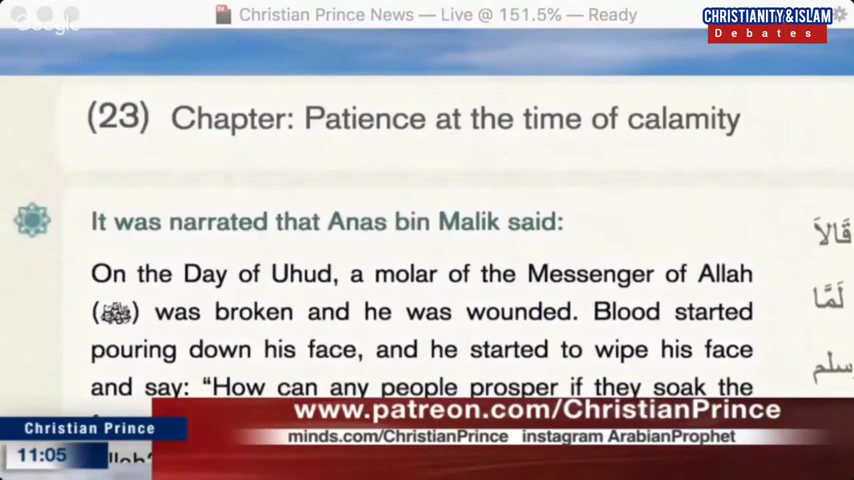 Christian Prince News — Live @ 151.5% — Ready
Google
CHRISTIANITY & ISLAM
Debates
(23) Chapter: Patience at the time of calamity
It was narrated that Anas bin Malik said:
On the Day of Uhud, a molar of the Messenger of Allah
(ﷺ) was broken and he was wounded. Blood started
pouring down his face, and he started to wipe his face
and say: “How can any people prosper if they soak the
قَالاَ
لَمَّا
وسلم
www.patreon.com/ChristianPrince
minds.com/ChristianPrince instagram ArabianProphet
Christian Prince
11:05